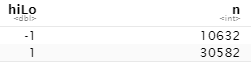 hiLo n
<dbl> <int>
-1 10632
1 30582